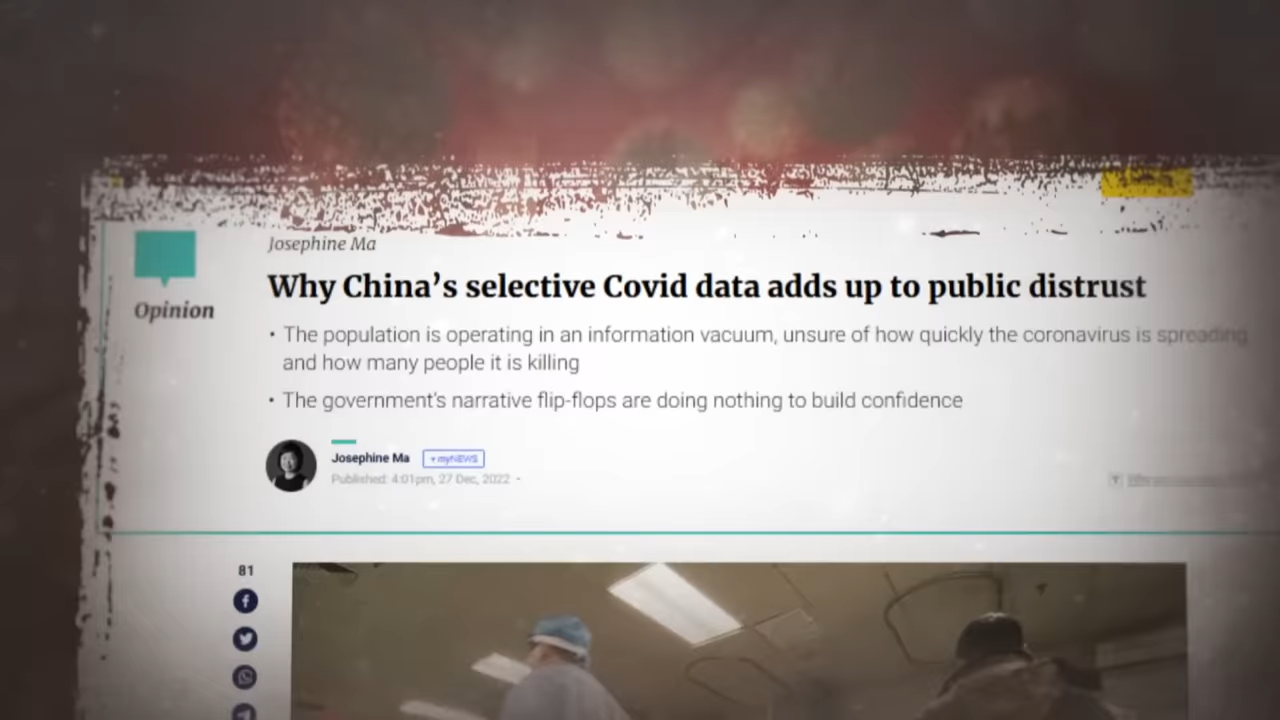 Josephine Ma
Opinion
Why China's selective Covid data adds up to public distrust
• The population is operating in an information vacuum, unsure of how quickly the coronavirus is spreading
and how many people it is killing
• The government's narrative flip-flops are doing nothing to build confidence
Josephine Ma + myNEWS
Published: 4:01pm, 27 Dec, 2022
81